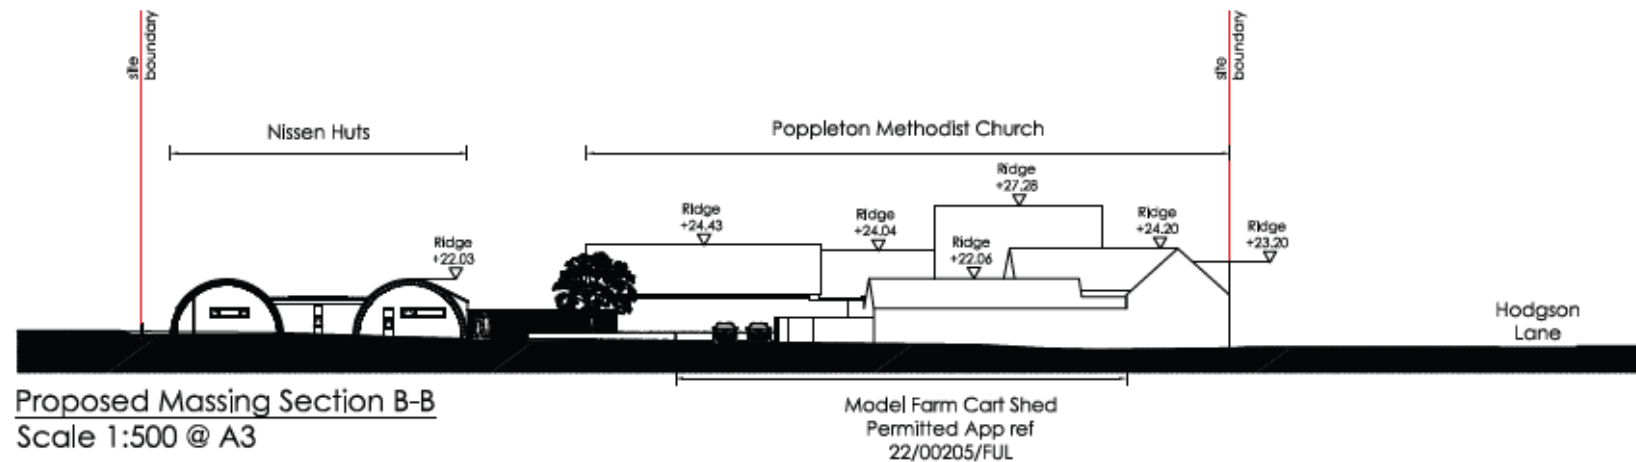 site
boundary
site
boundary
Nissen Huts
Poppleton Methodist Church
Ridge
+27.28
Ridge
+24.43
Ridge
+24.04
Ridge
+24.20
Ridge
+23.20
Ridge
+22.03
Ridge
+22.06
Hodgson
Lane
Proposed Massing Section B-B
Scale 1:500 @ A3
Model Farm Cart Shed
Permitted App ref
22/00205/FUL